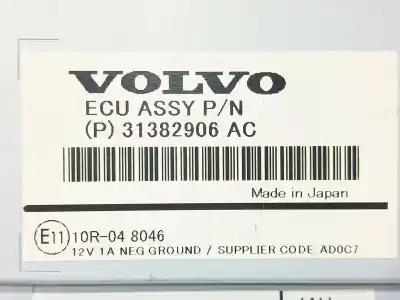 VOLVO
ECU ASSY P/N
(P) 31382906 AC
Made in Japan
E11 10R-04 8046
12V 1A NEG GROUND / SUPPLIER CODE AD0C7